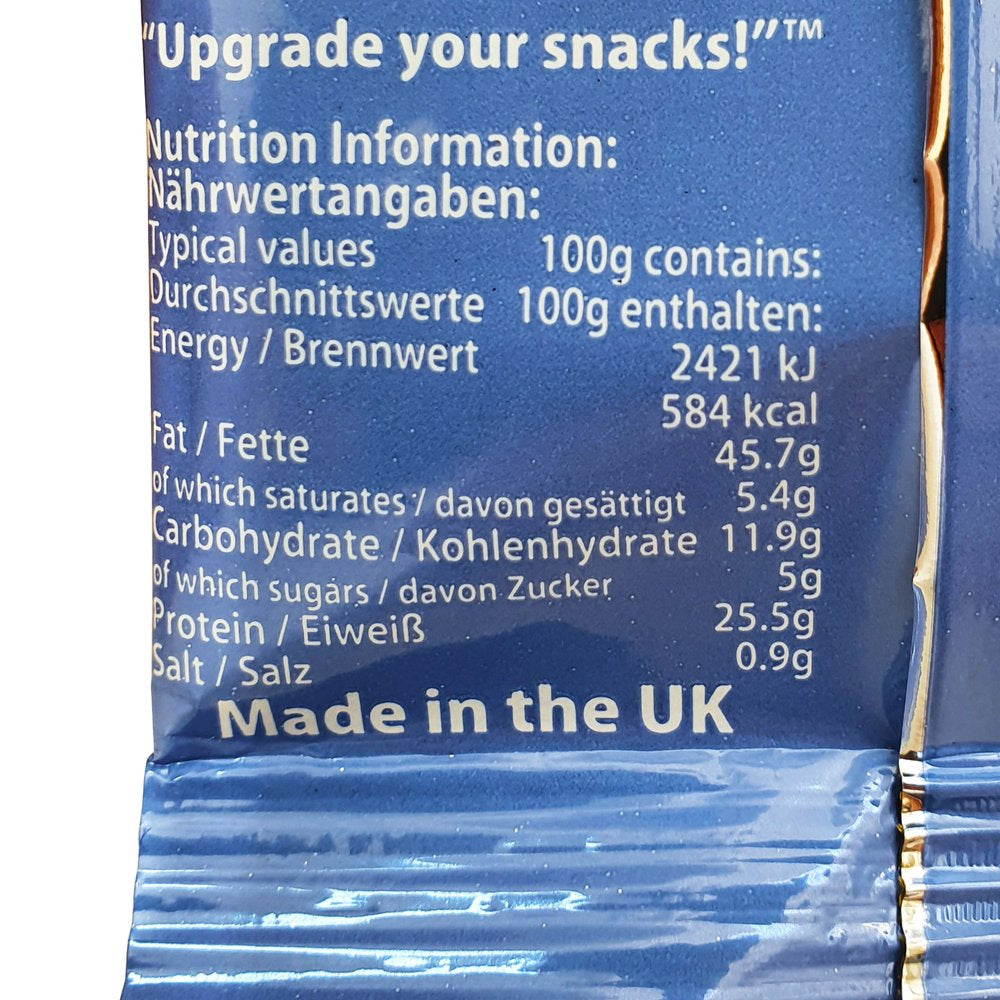 "Upgrade your snacks!"™
Nutrition Information:
Nährwertangaben:
Typical values 100g contains:
Durchschnittswerte 100g enthalten:
Energy / Brennwert 2421 kJ
584 kcal
Fat / Fette 45.7g
of which saturates / davon gesättigt 5.4g
Carbohydrate / Kohlenhydrate 11.9g
of which sugars / davon Zucker 5g
Protein / Eiweiß 25.5g
Salt / Salz 0.9g
Made in the UK